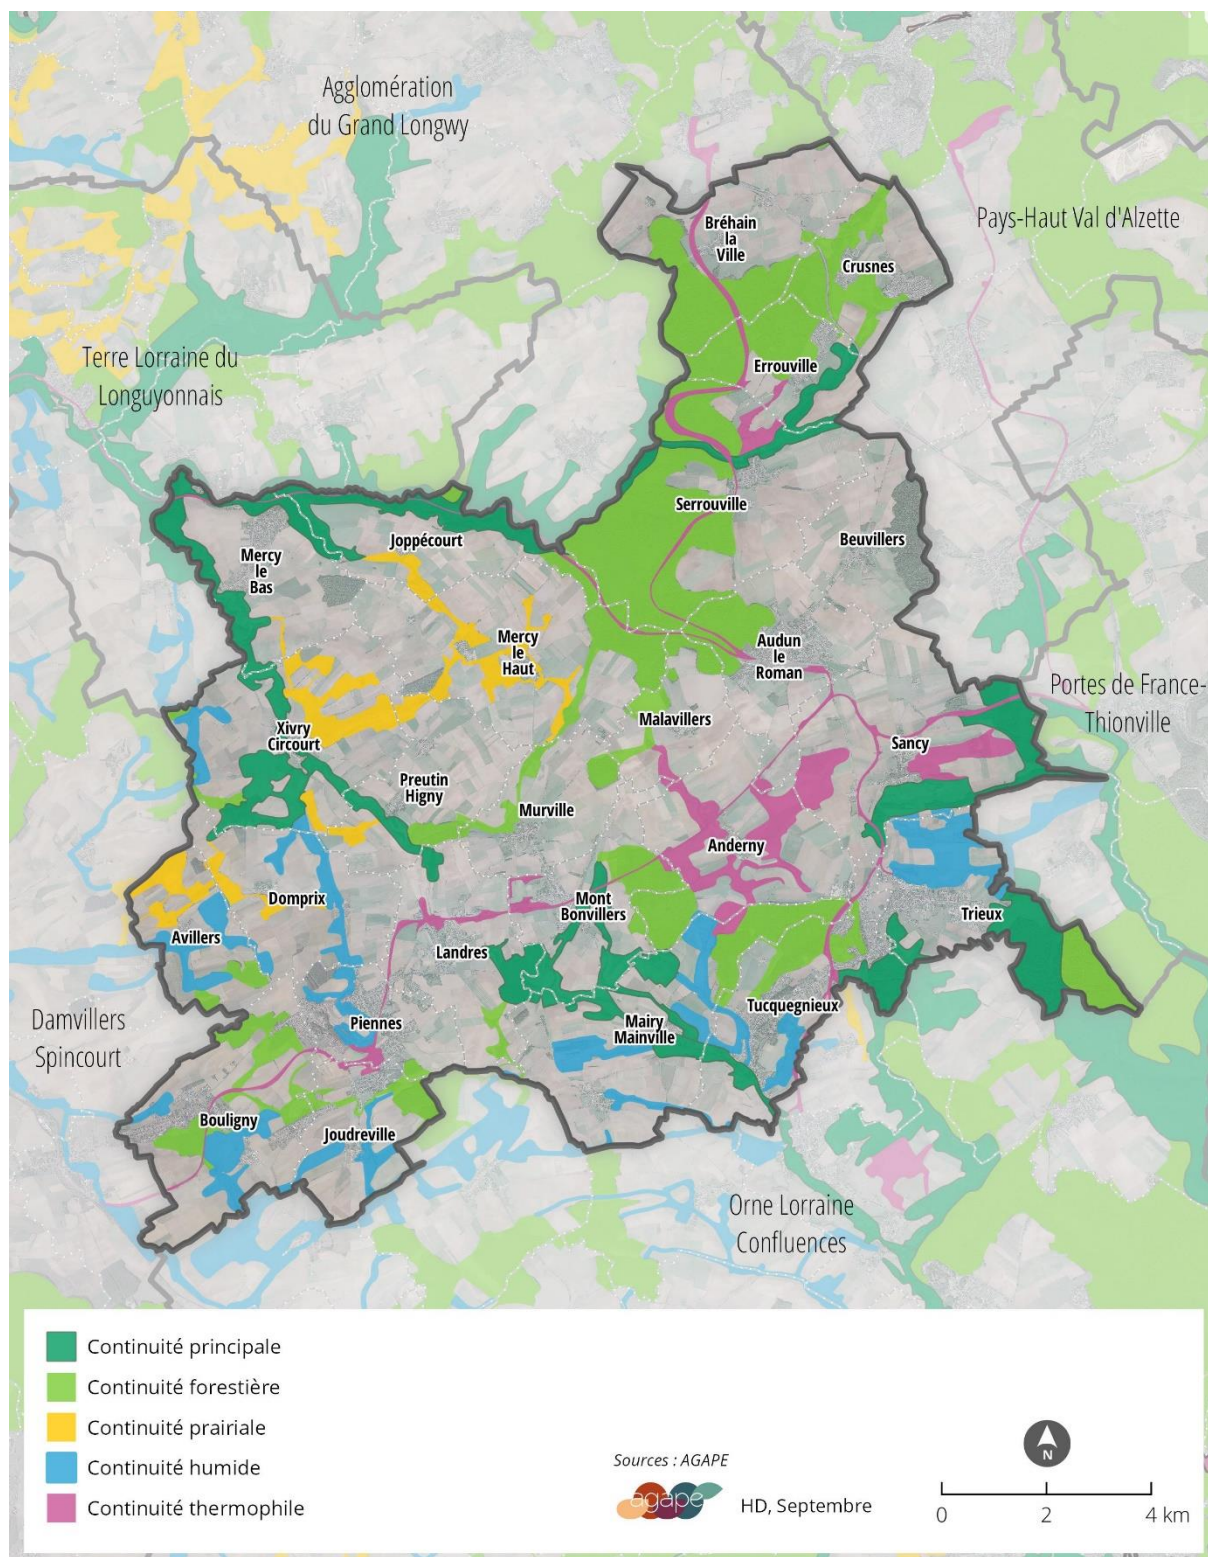 Agglomération
du Grand Longwy
Pays-Haut Val d'Alzette
Bréhain
la
Ville
Crusnes
Terre Lorraine du
Longuyonnais
Errouville
Serrouville
Beuvillers
Joppécourt
Mercy
le
Bas
Mercy
le
Haut
Audun
le
Roman
Portes de France-
Thionville
Malavillers
Xivry
Circourt
Sancy
Preutin
Higny
Murville
Anderny
Domprix
Mont
Bonvillers
Trieux
Avillers
Landres
Damvillers
Spincourt
Piennes
Tucquegnieux
Mairy
Mainville
Bouligny
Joudreville
Orne Lorraine
Confluences
Continuité principale
Continuité forestière
Continuité prairiale
Continuité humide
Continuité thermophile
Sources : AGAPE
agape
HD, Septembre
N
0 2 4 km